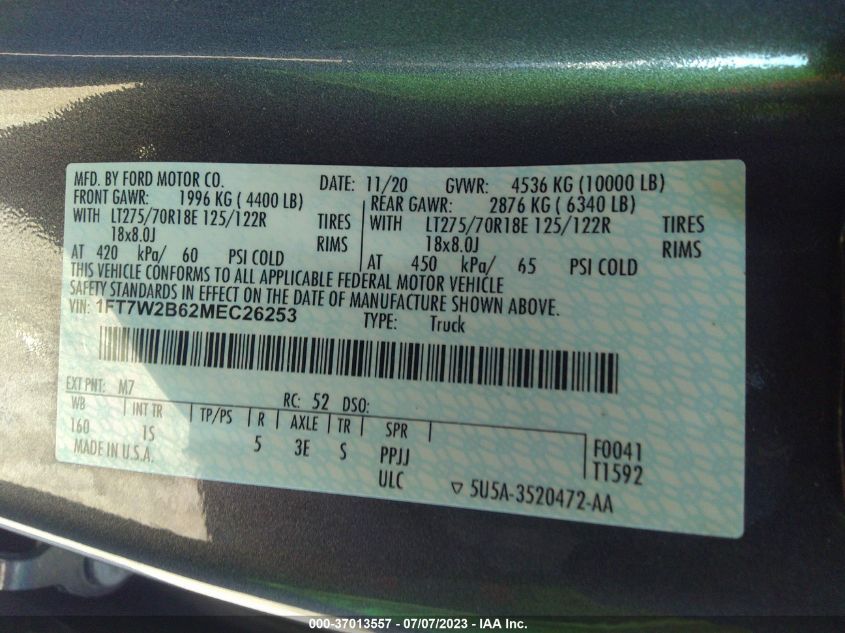 MFD. BY FORD MOTOR CO. DATE: 11/20 GVWR: 4536 KG (10000 LB)
FRONT GAWR: 1996 KG ( 4400 LB) REAR GAWR: 2876 KG ( 6340 LB)
WITH LT275/70R18E 125/122R TIRES WITH LT275/70R18E 125/122R TIRES
18x8.0J RIMS 18x8.0J RIMS
AT 420 kPa/ 60 PSI COLD AT 450 kPa/ 65 PSI COLD
THIS VEHICLE CONFORMS TO ALL APPLICABLE FEDERAL MOTOR VEHICLE
SAFETY STANDARDS IN EFFECT ON THE DATE OF MANUFACTURE SHOWN ABOVE.
VIN: 1FT7W2B62MEC26253 TYPE: Truck
EXT PNT: M7 RC: 52 DSO:
WB INT TR TP/PS R AXLE TR SPR
160 1S 5 3E S PPJJ F0041
MADE IN U.S.A. ULC T1592
5U5A-3520472-AA
000-37013557 / 07/07/2023 - IAA Inc.